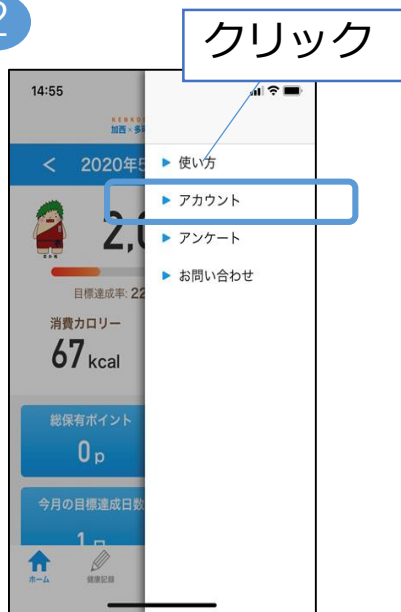 2
クリック
14:55
加西・多
< 2020年5
▶ 使い方
▶ アカウント
▶ アンケート
▶ お問い合わせ
2,0
目標達成率: 22
消費カロリー
67 kcal
総保有ポイント
0 p
今月の目標達成日数
1
ホーム
健康記録